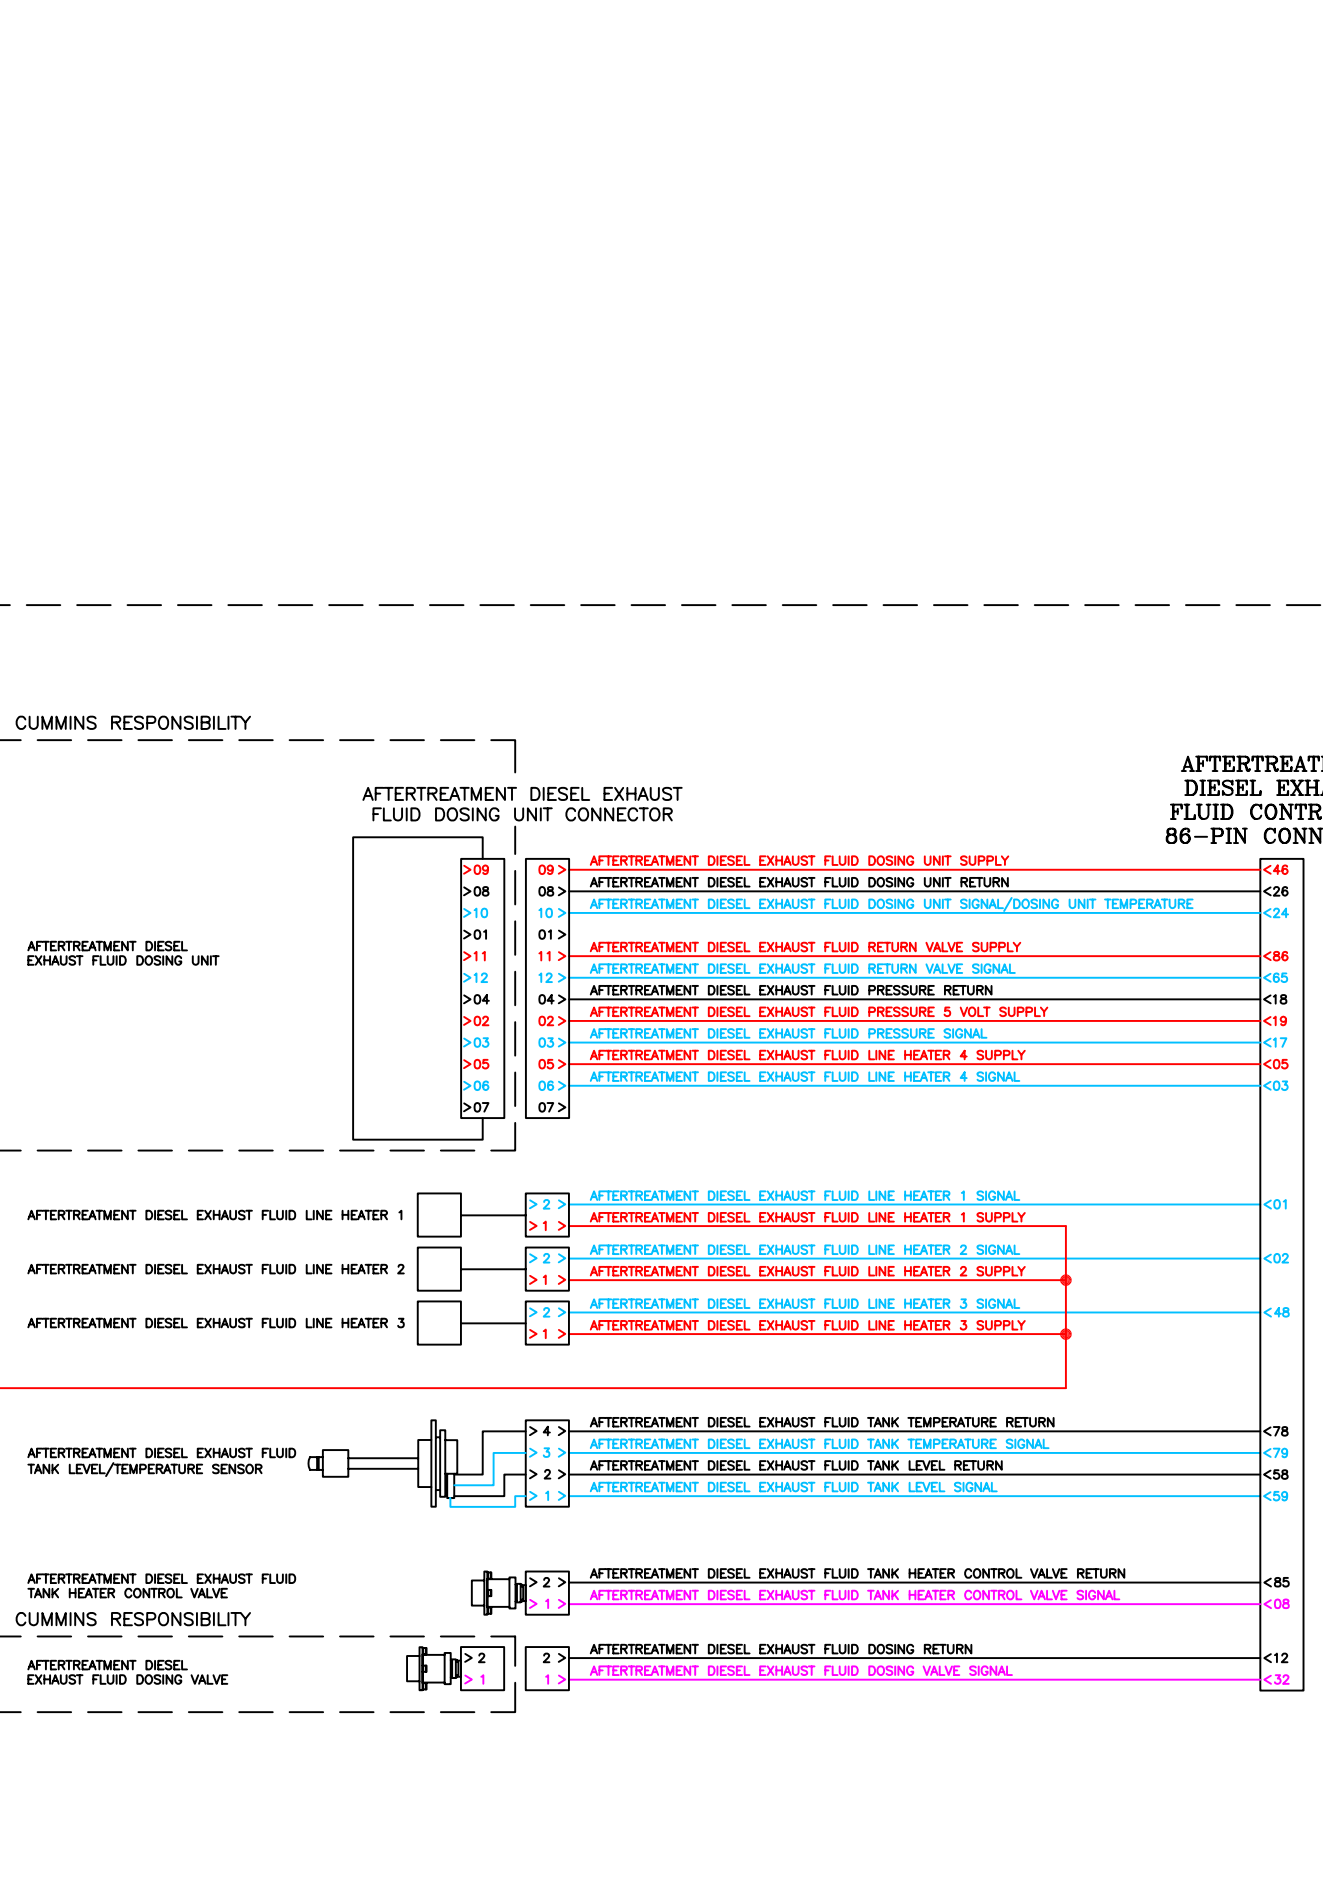 CUMMINS RESPONSIBILITY
AFTERTREATMENT DIESEL EXHAUST
FLUID DOSING UNIT CONNECTOR
86-PIN
DIESEL
FLUID
AFTERTREATMENT DIESEL
EXHAUST FLUID DOSING UNIT
>09 09> AFTERTREATMENT DIESEL EXHAUST FLUID DOSING UNIT SUPPLY <46
>08 08> AFTERTREATMENT DIESEL EXHAUST FLUID DOSING UNIT RETURN <26
>10 10> AFTERTREATMENT DIESEL EXHAUST FLUID DOSING UNIT SIGNAL/DOSING UNIT TEMPERATURE <24
>01 01>
>11 11> AFTERTREATMENT DIESEL EXHAUST FLUID RETURN VALVE SUPPLY <86
>12 12> AFTERTREATMENT DIESEL EXHAUST FLUID RETURN VALVE SIGNAL <65
>04 04> AFTERTREATMENT DIESEL EXHAUST FLUID PRESSURE RETURN <18
>02 02> AFTERTREATMENT DIESEL EXHAUST FLUID PRESSURE 5 VOLT SUPPLY <19
>03 03> AFTERTREATMENT DIESEL EXHAUST FLUID PRESSURE SIGNAL <17
>05 05> AFTERTREATMENT DIESEL EXHAUST FLUID LINE HEATER 4 SUPPLY <05
>06 06> AFTERTREATMENT DIESEL EXHAUST FLUID LINE HEATER 4 SIGNAL <03
>07 07>
AFTERTREATMENT DIESEL EXHAUST FLUID LINE HEATER 1
> 2 > AFTERTREATMENT DIESEL EXHAUST FLUID LINE HEATER 1 SIGNAL <01
> 1 > AFTERTREATMENT DIESEL EXHAUST FLUID LINE HEATER 1 SUPPLY
AFTERTREATMENT DIESEL EXHAUST FLUID LINE HEATER 2
> 2 > AFTERTREATMENT DIESEL EXHAUST FLUID LINE HEATER 2 SIGNAL <02
> 1 > AFTERTREATMENT DIESEL EXHAUST FLUID LINE HEATER 2 SUPPLY
AFTERTREATMENT DIESEL EXHAUST FLUID LINE HEATER 3
> 2 > AFTERTREATMENT DIESEL EXHAUST FLUID LINE HEATER 3 SIGNAL <48
> 1 > AFTERTREATMENT DIESEL EXHAUST FLUID LINE HEATER 3 SUPPLY
AFTERTREATMENT DIESEL EXHAUST FLUID
TANK LEVEL/TEMPERATURE SENSOR
> 4 > AFTERTREATMENT DIESEL EXHAUST FLUID TANK TEMPERATURE RETURN <78
> 3 > AFTERTREATMENT DIESEL EXHAUST FLUID TANK TEMPERATURE SIGNAL <79
> 2 > AFTERTREATMENT DIESEL EXHAUST FLUID TANK LEVEL RETURN <58
> 1 > AFTERTREATMENT DIESEL EXHAUST FLUID TANK LEVEL SIGNAL <59
AFTERTREATMENT DIESEL EXHAUST FLUID
TANK HEATER CONTROL VALVE
> 2 > AFTERTREATMENT DIESEL EXHAUST FLUID TANK HEATER CONTROL VALVE RETURN <85
> 1 > AFTERTREATMENT DIESEL EXHAUST FLUID TANK HEATER CONTROL VALVE SIGNAL <08
CUMMINS RESPONSIBILITY
AFTERTREATMENT DIESEL
EXHAUST FLUID DOSING VALVE
> 2 2 > AFTERTREATMENT DIESEL EXHAUST FLUID DOSING RETURN <12
> 1 1 > AFTERTREATMENT DIESEL EXHAUST FLUID DOSING VALVE SIGNAL <32